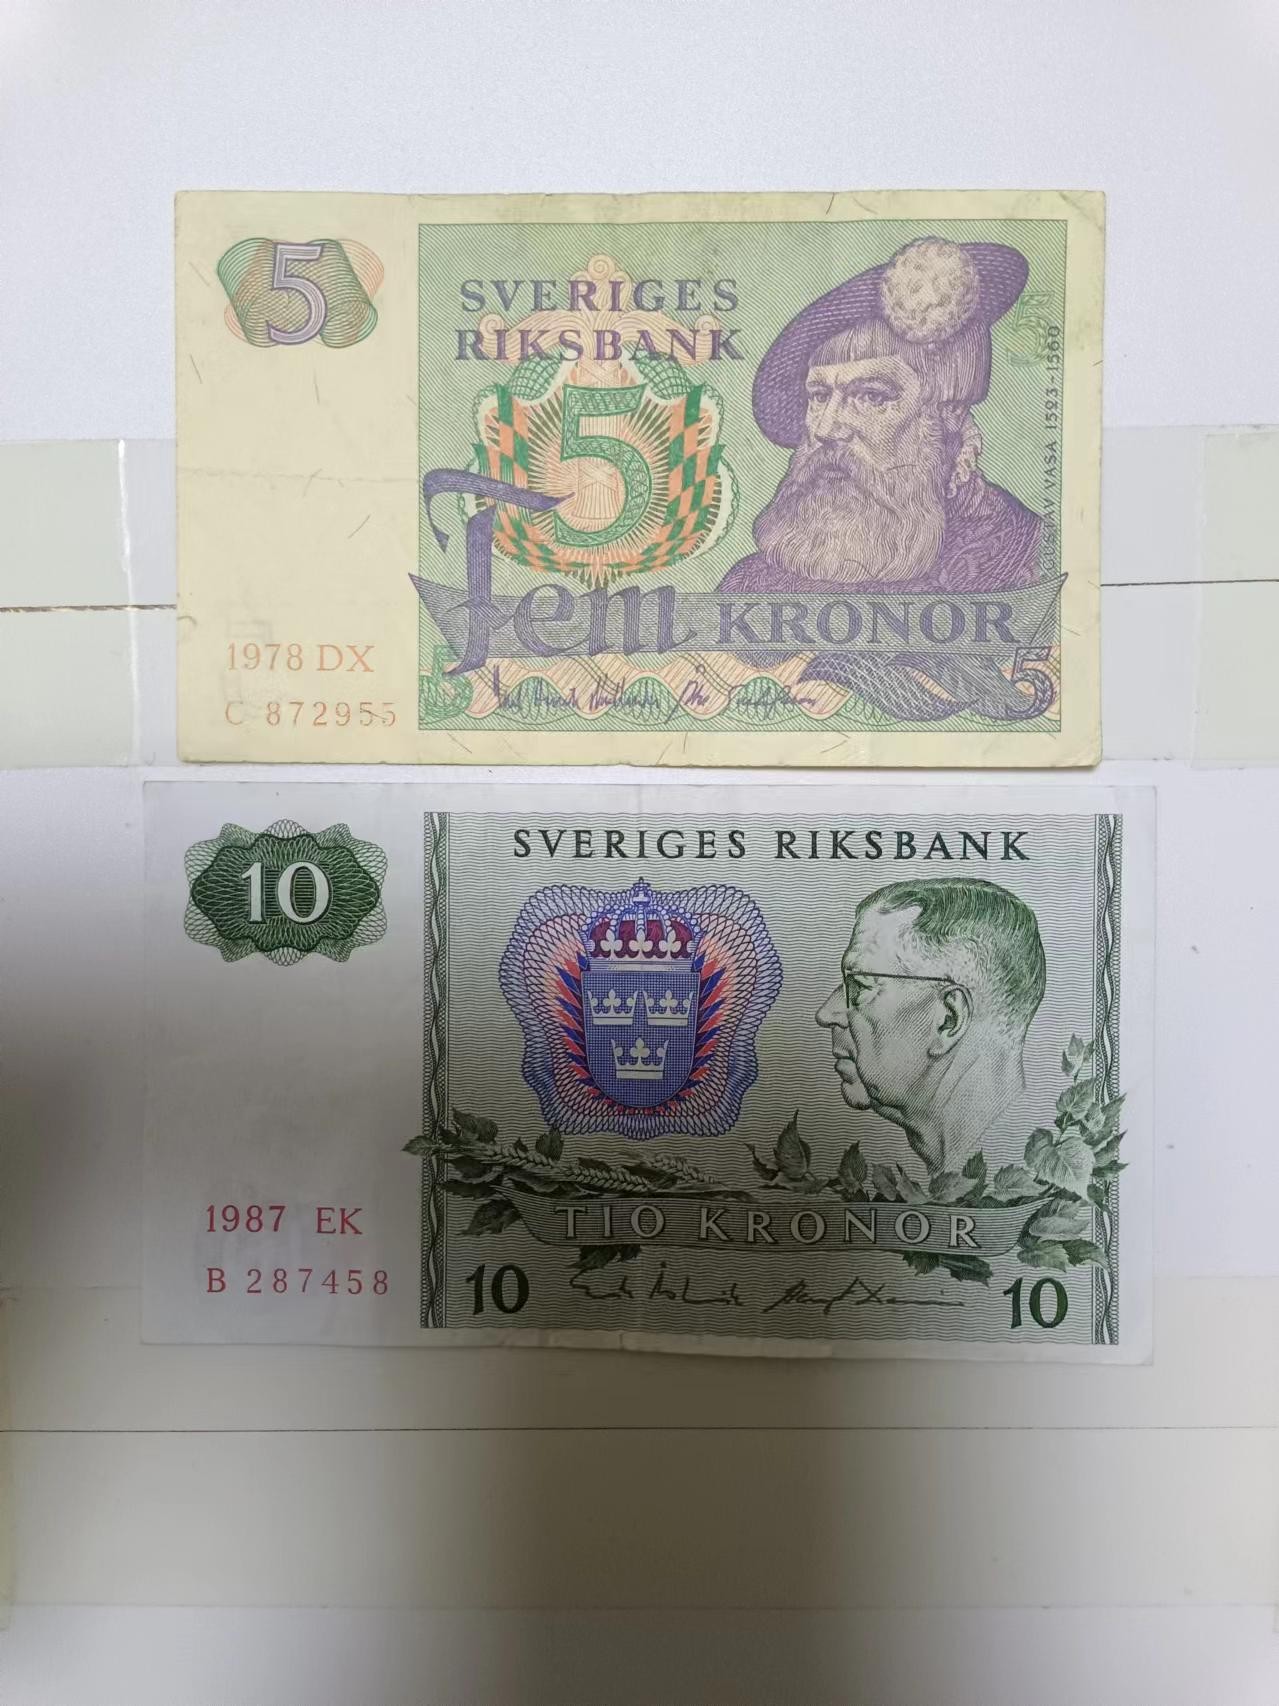 5
SVERIGES
RIKSBANK
5
5
GUSTAV VASA 1523-1560
fem KRONOR
1978 DX
C 872955
5
5
10
SVERIGES RIKSBANK
1987 EK
B 287458
TIO KRONOR
10
10